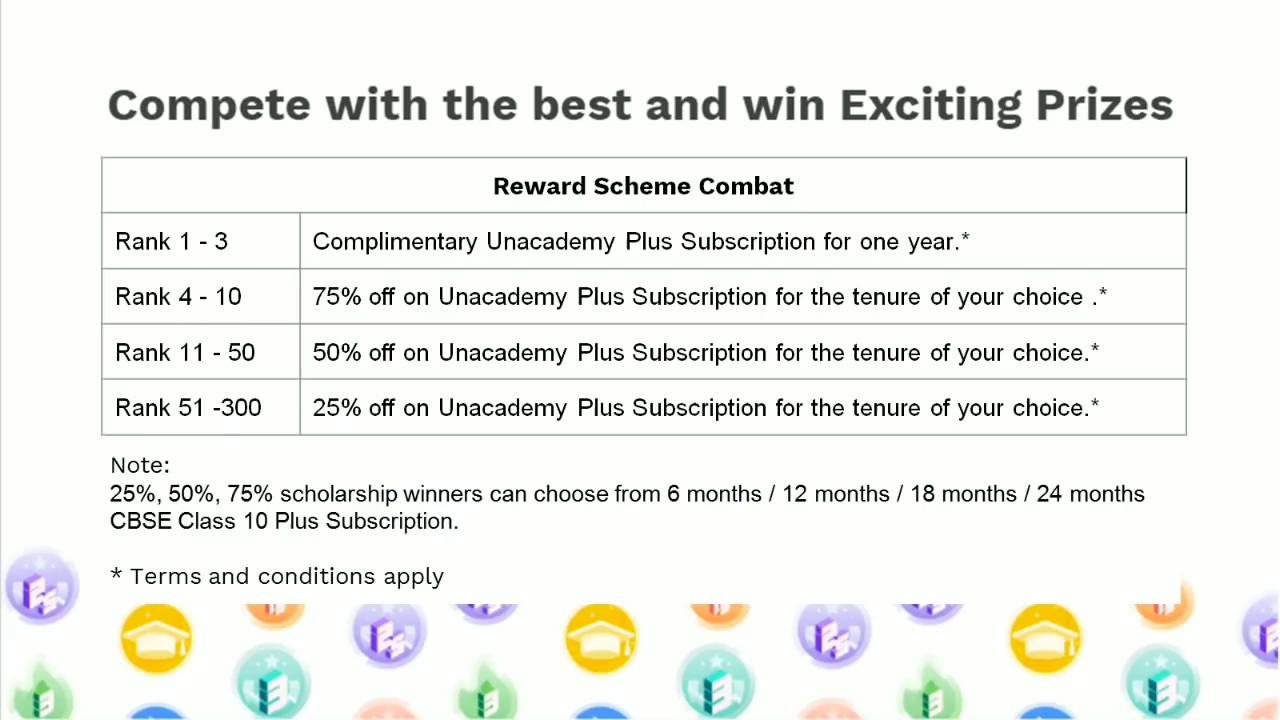 Compete with the best and win Exciting Prizes
Reward Scheme Combat
Rank 1 - 3 Complimentary Unacademy Plus Subscription for one year.*
Rank 4 - 10 75% off on Unacademy Plus Subscription for the tenure of your choice .*
Rank 11 - 50 50% off on Unacademy Plus Subscription for the tenure of your choice.*
Rank 51 -300 25% off on Unacademy Plus Subscription for the tenure of your choice.*
Note:
25%, 50%, 75% scholarship winners can choose from 6 months / 12 months / 18 months / 24 months
CBSE Class 10 Plus Subscription.
* Terms and conditions apply